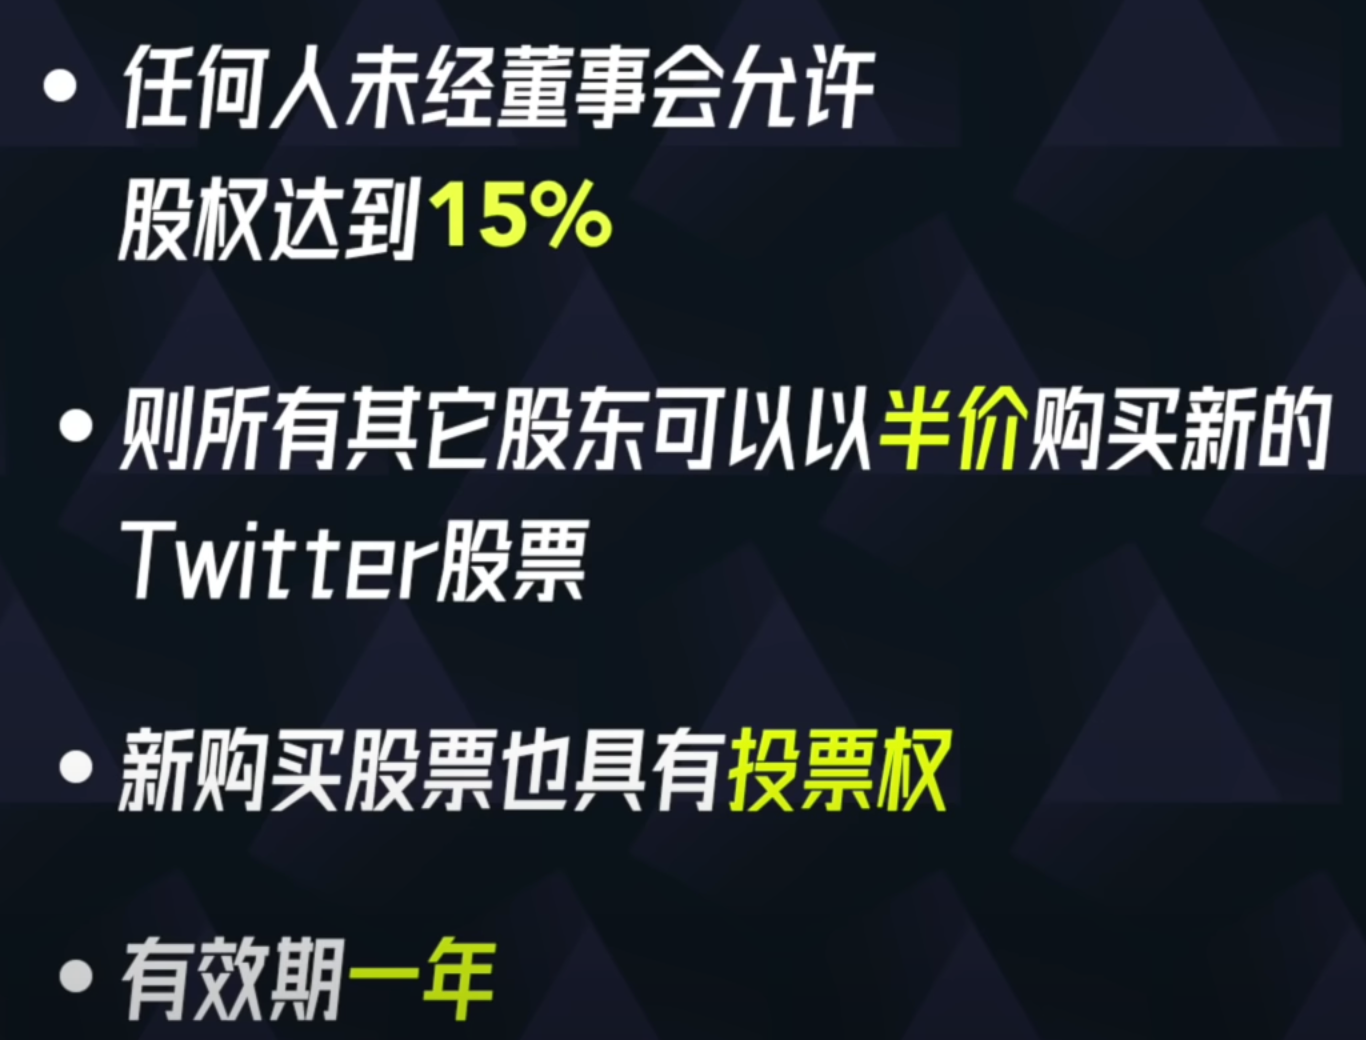 • 任何人未经董事会允许
股权达到15%
• 则所有其它股东可以以半价购买新的
Twitter股票
• 新购买股票也具有投票权
• 有效期一年